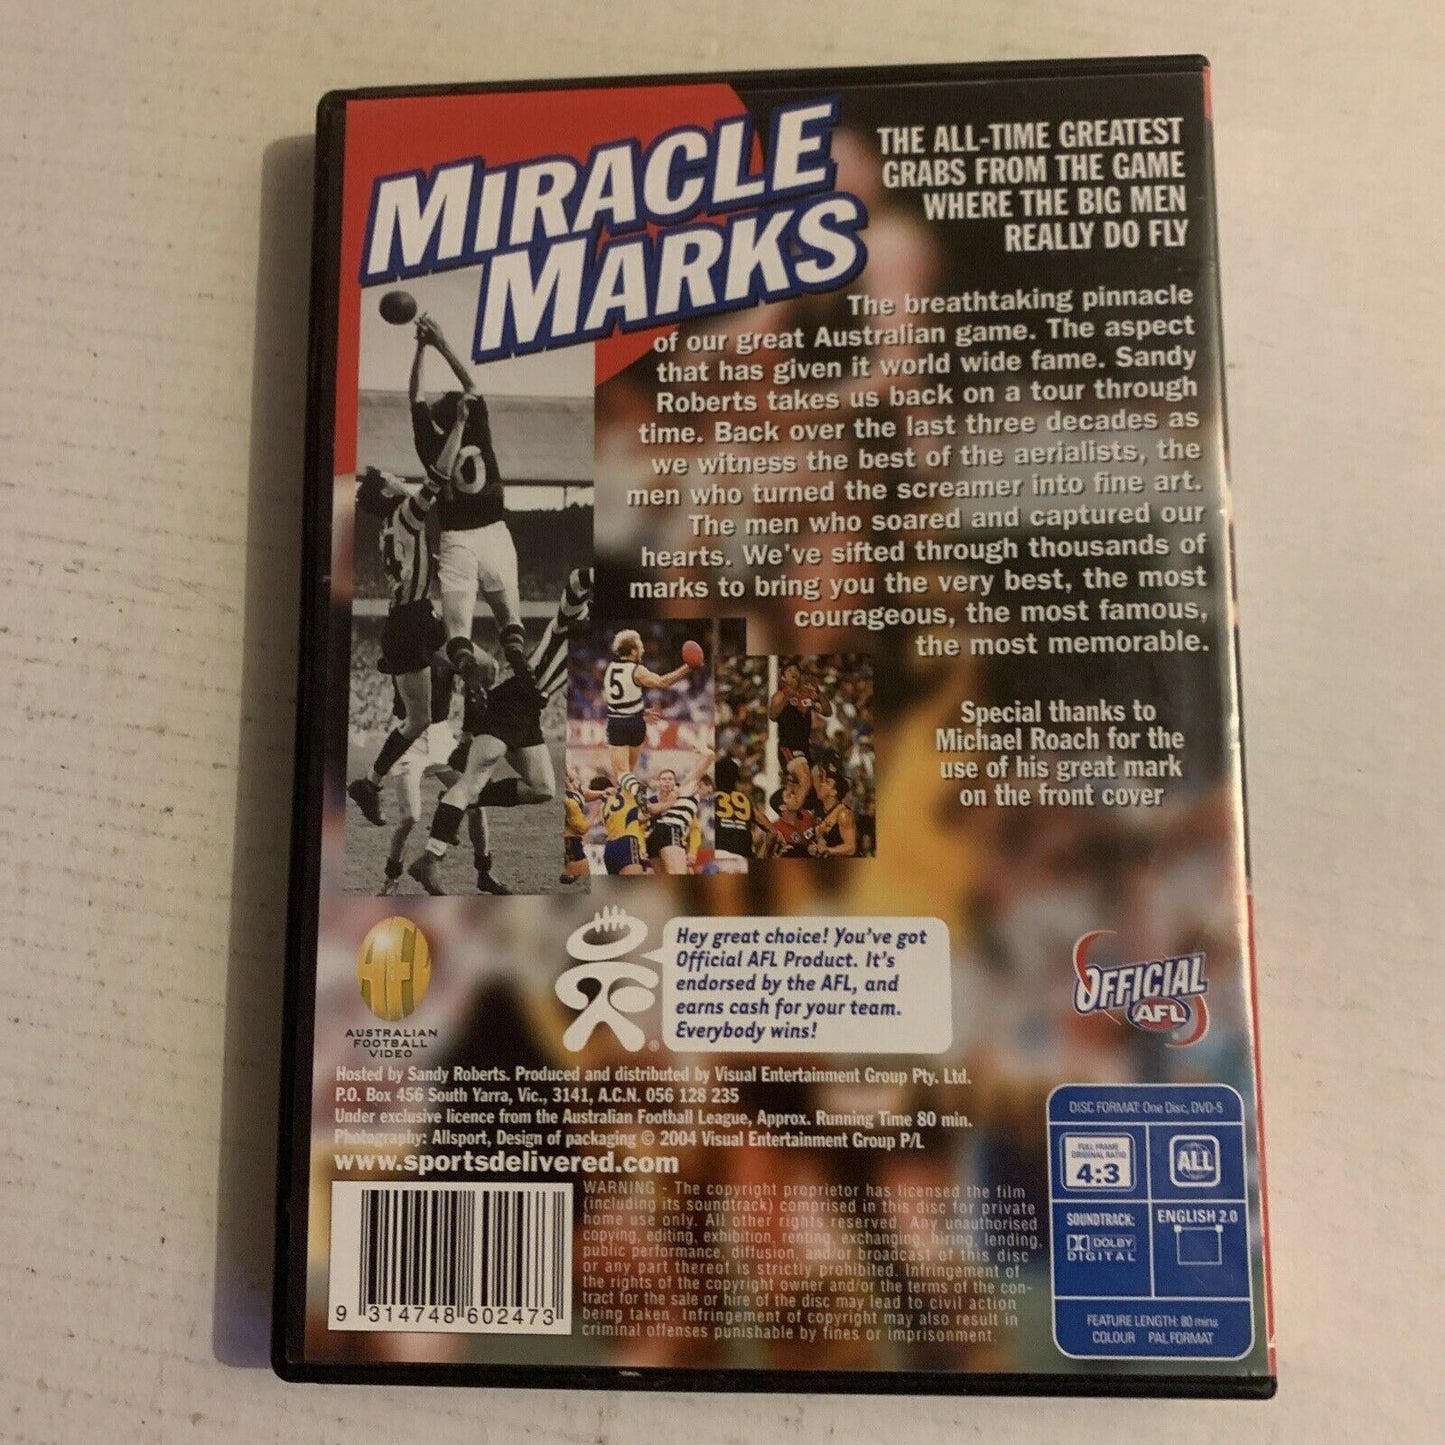 MIRACLE
MARKS
THE ALL-TIME GREATEST
GRABS FROM THE GAME
WHERE THE BIG MEN
REALLY DO FLY
The breathtaking pinnacle
of our great Australian game. The aspect
that has given it world wide fame. Sandy
Roberts takes us back on a tour through
time. Back over the last three decades as
we witness the best of the aerialists, the
men who turned the screamer into fine art.
The men who soared and captured our
hearts. We've sifted through thousands of
marks to bring you the very best, the most
courageous, the most famous,
the most memorable.
5
39
Special thanks to
Michael Roach for the
use of his great mark
on the front cover
AFL
AUSTRALIAN
FOOTBALL
VIDEO
®
Hey great choice! You've got
Official AFL Product. It's
endorsed by the AFL, and
earns cash for your team.
Everybody wins!
OFFICIAL
AFL
Hosted by Sandy Roberts. Produced and distributed by Visual Entertainment Group Pty. Ltd.
P.O. Box 456 South Yarra, Vic., 3141, A.C.N. 056 128 235
Under exclusive licence from the Australian Football League, Approx. Running Time 80 min.
Photography: Allsport, Design of packaging © 2004 Visual Entertainment Group P/L
www.sportsdelivered.com
9 314748 602473
WARNING - The copyright proprietor has licensed the film
(including its soundtrack) comprised in this disc for private
home use only. All other rights reserved. Any unauthorised
copying, editing, exhibition, renting, exchanging, hiring, lending,
public performance, diffusion, and/or broadcast of this disc
or any part thereof is strictly prohibited. Infringement of
the rights of the copyright owner and/or the terms of the con-
tract for the sale or hire of the disc may lead to civil action
being taken. Infringement of copyright may also result in
criminal offenses punishable by fines or imprisonment.
DISC FORMAT: One Disc, DVD-5
FULL FRAME
ORIGINAL RATIO
4:3
ALL
SOUNDTRACK:
DOLBY
DIGITAL
ENGLISH 2.0
FEATURE LENGTH: 80 mins
COLOUR PAL FORMAT